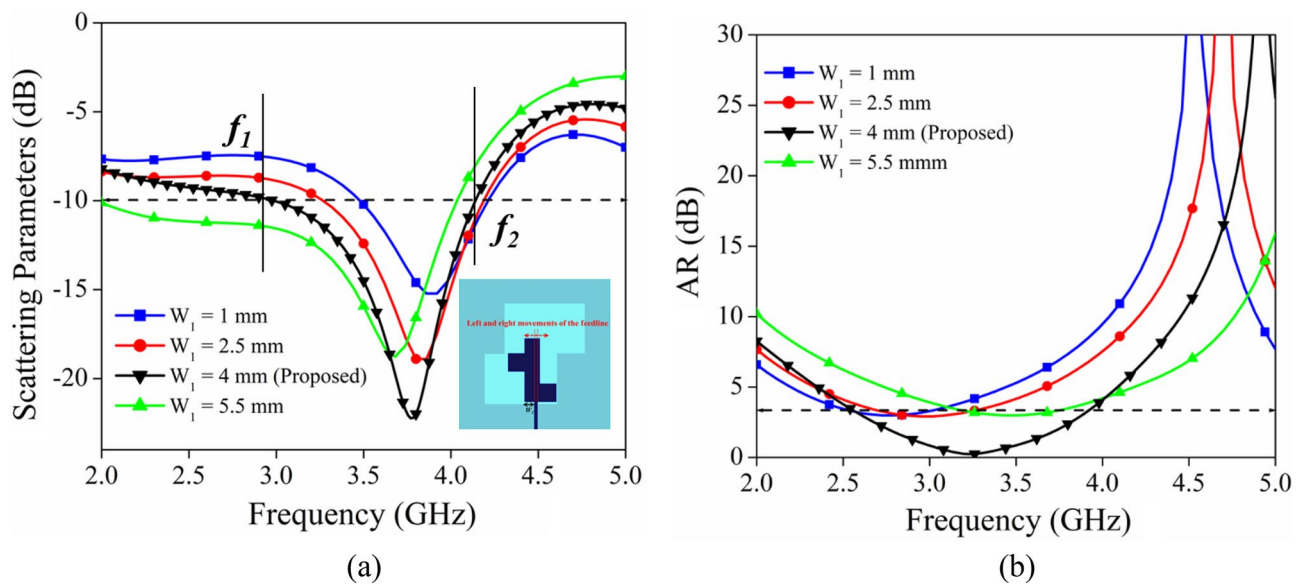 0
-5
-10
-15
-20
Scattering Parameters (dB)
f1
f2
W1 = 1 mm
W1 = 2.5 mm
W1 = 4 mm (Proposed)
W1 = 5.5 mm
Left and right movements of the feedline
2.0 2.5 3.0 3.5 4.0 4.5 5.0
Frequency (GHz)
(a)
30
25
20
15
10
5
0
AR (dB)
W1 = 1 mm
W1 = 2.5 mm
W1 = 4 mm (Proposed)
W1 = 5.5 mmm
2.0 2.5 3.0 3.5 4.0 4.5 5.0
Frequency (GHz)
(b)